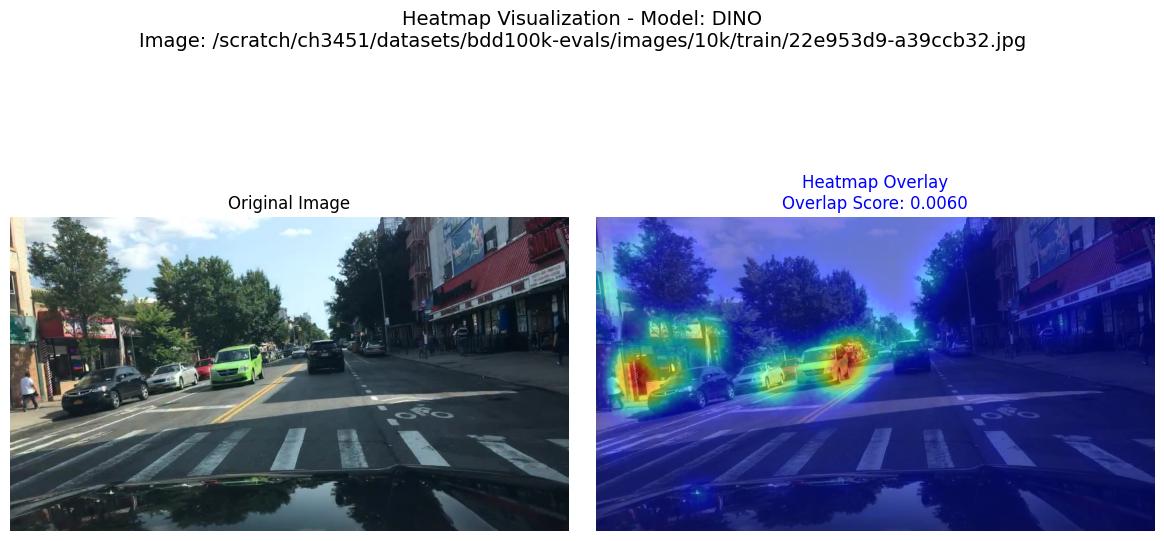 Heatmap Visualization - Model: DINO
Image: /scratch/ch3451/datasets/bdd100k-evals/images/10k/train/22e953d9-a39ccb32.jpg
Original Image
Heatmap Overlay
Overlap Score: 0.0060